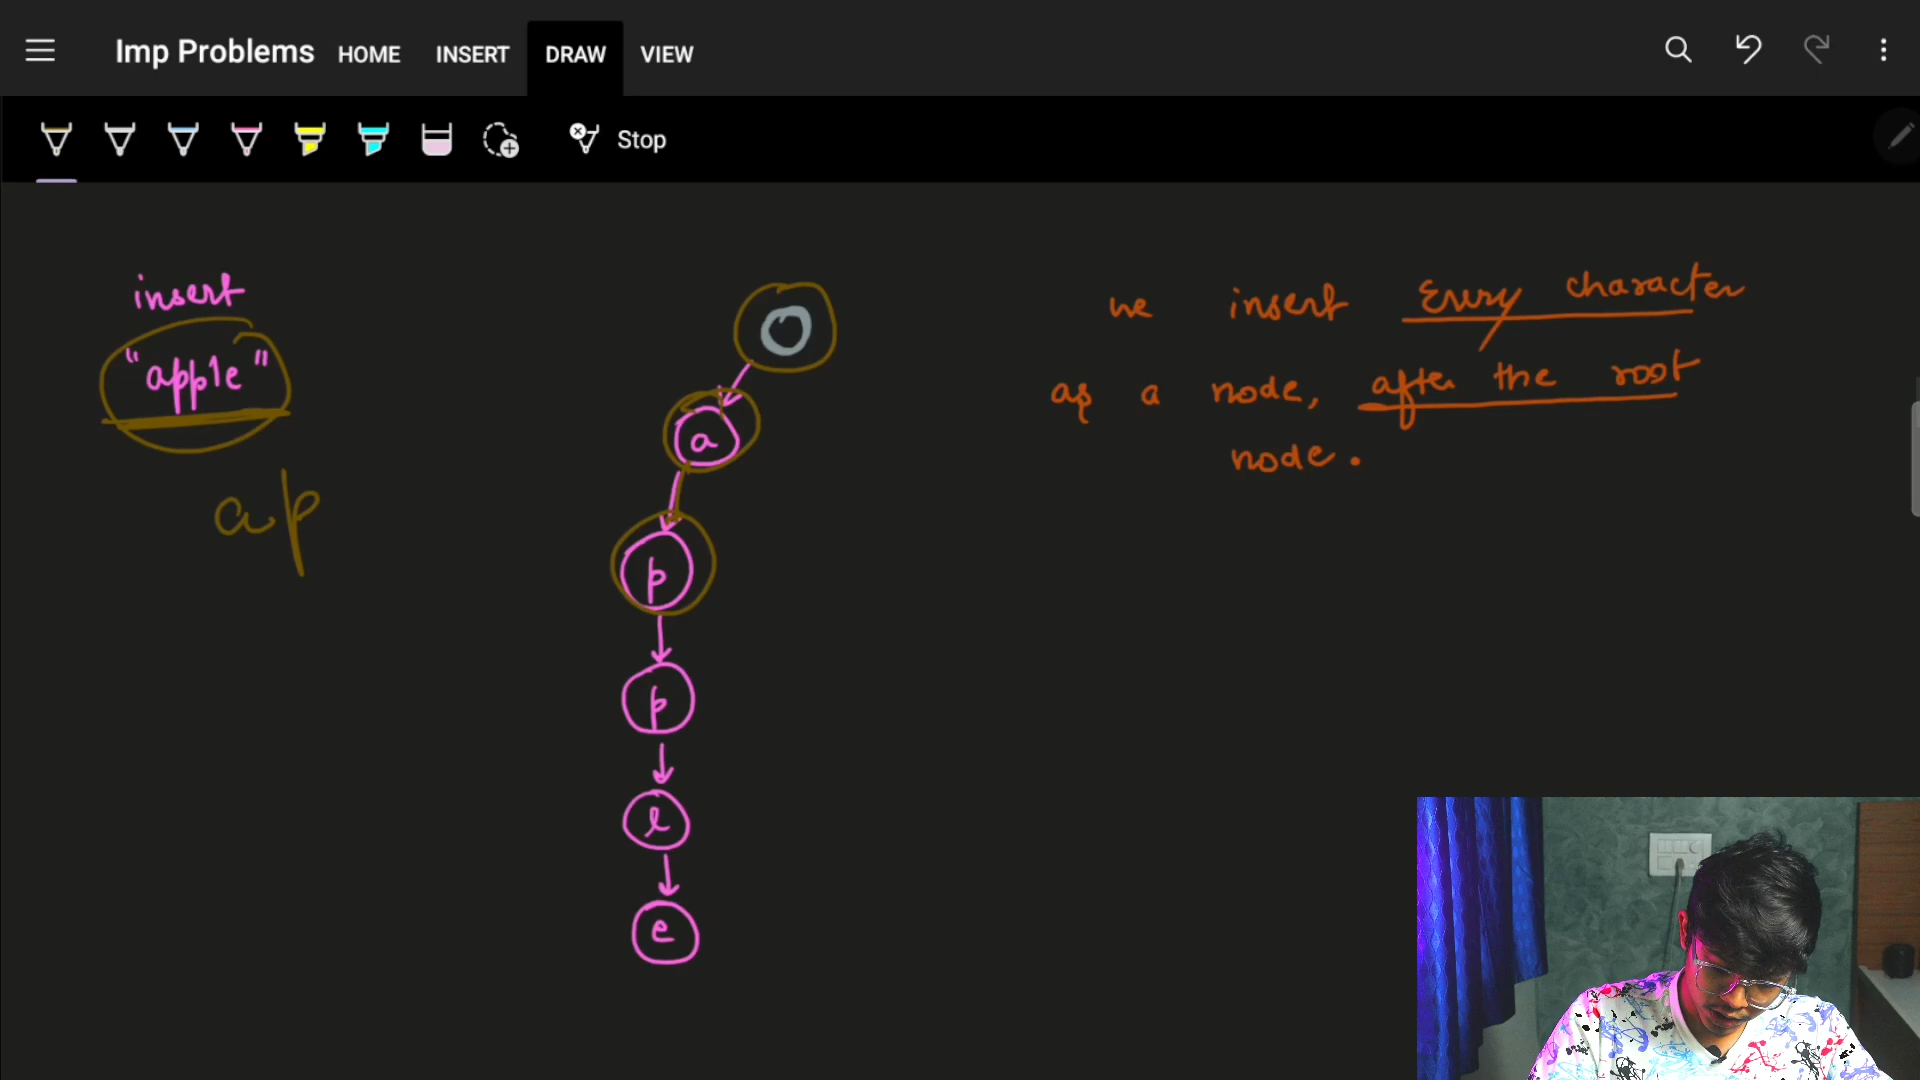 Imp Problems HOME INSERT DRAW VIEW
Stop
insert
"apple"
ap
a
p
p
l
e
we insert Every character
as a node, after the root
node.